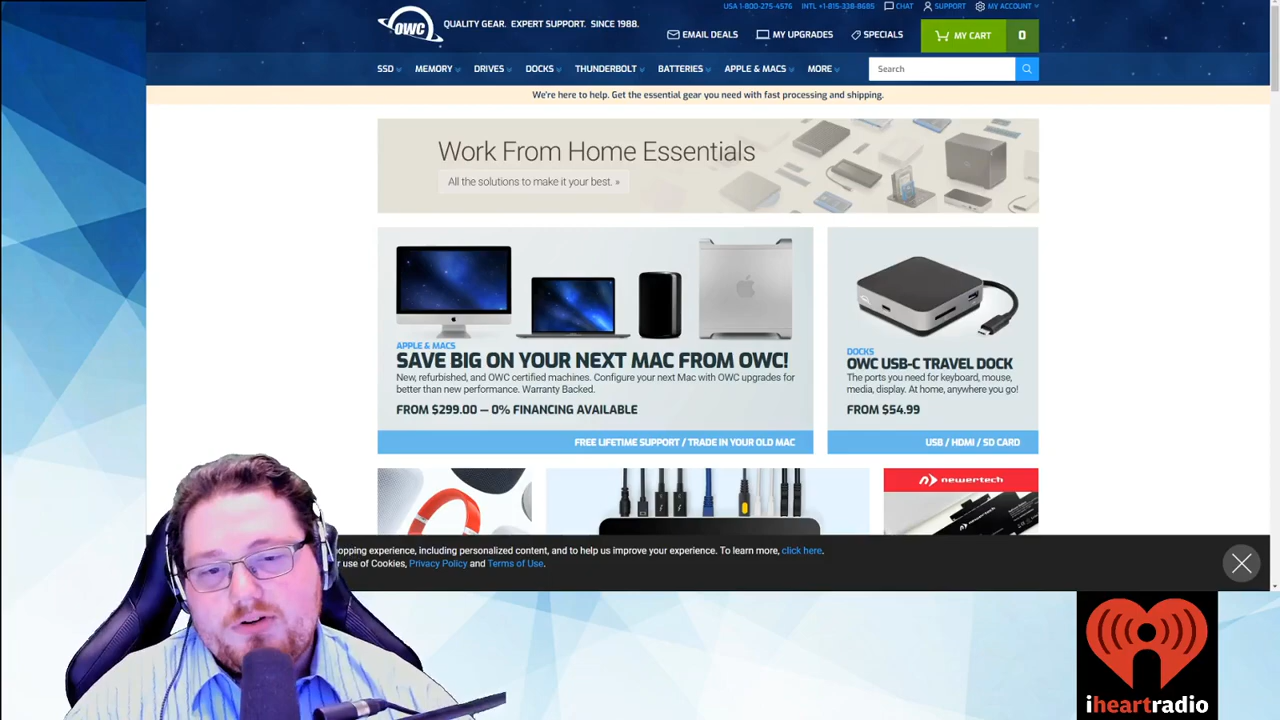 USA 1-800-275-4576 INTL +1-815-338-8685 CHAT SUPPORT MY ACCOUNT
OWC
QUALITY GEAR. EXPERT SUPPORT. SINCE 1988.
EMAIL DEALS MY UPGRADES SPECIALS MY CART 0
SSD MEMORY DRIVES DOCKS THUNDERBOLT BATTERIES APPLE & MACS MORE Search
We're here to help. Get the essential gear you need with fast processing and shipping.
Work From Home Essentials
All the solutions to make it your best. »
APPLE & MACS
SAVE BIG ON YOUR NEXT MAC FROM OWC!
New, refurbished, and OWC certified machines. Configure your next Mac with OWC upgrades for
better than new performance. Warranty Backed.
FROM $299.00 — 0% FINANCING AVAILABLE
FREE LIFETIME SUPPORT / TRADE IN YOUR OLD MAC
DOCKS
OWC USB-C TRAVEL DOCK
The ports you need for keyboard, mouse,
media, display. At home, anywhere you go!
FROM $54.99
USB / HDMI / SD CARD
newertech
newertech
opping experience, including personalized content, and to help us improve your experience. To learn more, click here.
r use of Cookies, Privacy Policy and Terms of Use.
iheartradio